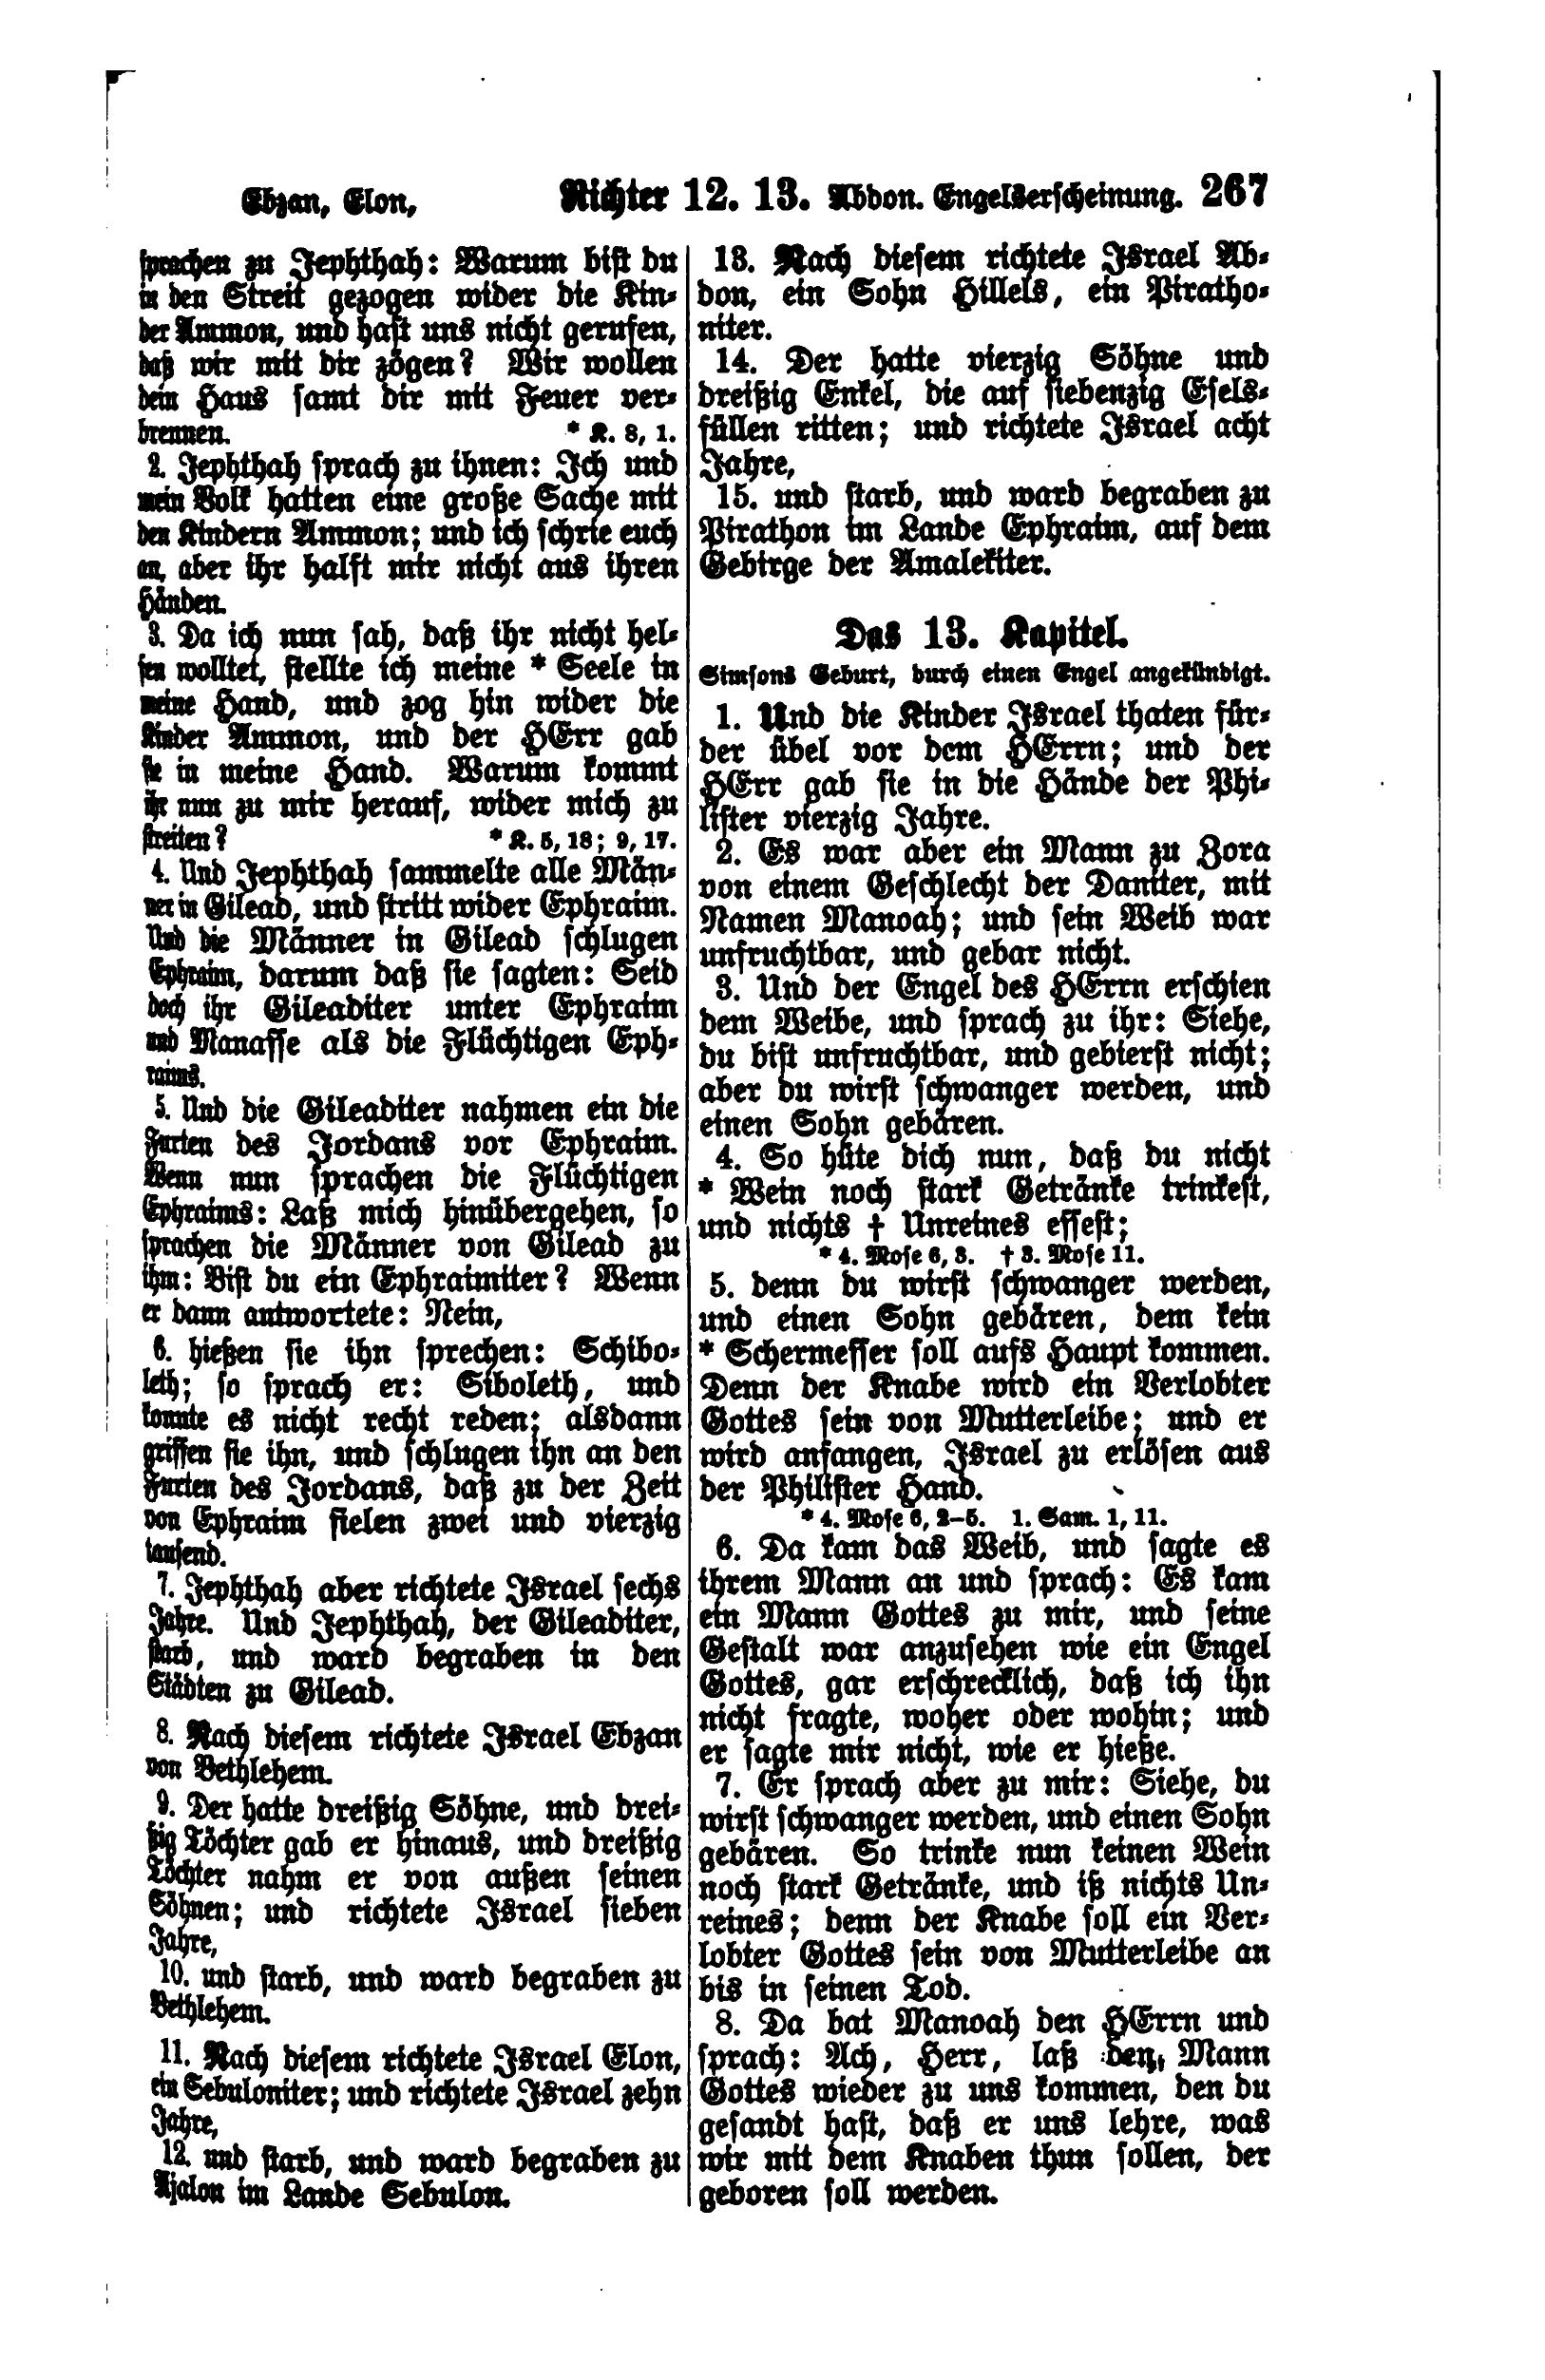 Ebzan, Elon, Richter 12. 13. Abdon. Engelserscheinung. 267
sprachen zu Jephthah: Warum bist du
in den Streit gezogen wider die Kin-
der Ammon, und hast uns nicht gerufen,
daß wir mit dir zögen? Wir wollen
dein Haus samt dir mit Feuer ver-
brennen. * K. 8, 1.
2. Jephthah sprach zu ihnen: Ich und
mein Volk hatten eine große Sache mit
den Kindern Ammon; und ich schrie euch
an, aber ihr halft mir nicht aus ihren
Händen.
3. Da ich nun sah, daß ihr nicht hel-
fen wolltet, stellte ich meine * Seele in
meine Hand, und zog hin wider die
Kinder Ammon, und der HErr gab
sie in meine Hand. Warum kommt
ihr nun zu mir herauf, wider mich zu
streiten? * K. 5, 18; 9, 17.
4. Und Jephthah sammelte alle Män-
ner in Gilead, und stritt wider Ephraim.
Und die Männer in Gilead schlugen
Ephraim, darum daß sie sagten: Seid
doch ihr Gileaditer unter Ephraim
und Manasse als die Flüchtigen Eph-
raims.
5. Und die Gileaditer nahmen ein die
Furten des Jordans vor Ephraim.
Wenn nun sprachen die Flüchtigen
Ephraims: Laß mich hinübergehen, so
sprachen die Männer von Gilead zu
ihm: Bist du ein Ephraimiter? Wenn
er dann antwortete: Nein,
6. hießen sie ihn sprechen: Schibo-
leth; so sprach er: Siboleth, und
konnte es nicht recht reden; alsdann
griffen sie ihn, und schlugen ihn an den
Furten des Jordans, daß zu der Zeit
von Ephraim fielen zwei und vierzig
tausend.
7. Jephthah aber richtete Israel sechs
Jahre. Und Jephthah, der Gileaditer,
starb, und ward begraben in den
Städten zu Gilead.
8. Nach diesem richtete Israel Ebzan
von Bethlehem.
9. Der hatte dreißig Söhne, und drei-
ßig Töchter gab er hinaus, und dreißig
Töchter nahm er von außen seinen
Söhnen; und richtete Israel sieben
Jahre,
10. und starb, und ward begraben zu
Bethlehem.
11. Nach diesem richtete Israel Elon,
ein Sebuloniter; und richtete Israel zehn
Jahre,
12. und starb, und ward begraben zu
Ajalon im Lande Sebulon.
13. Nach diesem richtete Israel Ab-
don, ein Sohn Hillels, ein Piratho-
niter.
14. Der hatte vierzig Söhne und
dreißig Enkel, die auf siebenzig Esels-
füllen ritten; und richtete Israel acht
Jahre,
15. und starb, und ward begraben zu
Pirathon im Lande Ephraim, auf dem
Gebirge der Amalekiter.
Das 13. Kapitel.
Simsons Geburt, durch einen Engel angekündigt.
1. Und die Kinder Israel thaten für-
der übel vor dem HErrn; und der
HErr gab sie in die Hände der Phi-
lister vierzig Jahre.
2. Es war aber ein Mann zu Zora
von einem Geschlecht der Daniter, mit
Namen Manoah; und sein Weib war
unfruchtbar, und gebar nicht.
3. Und der Engel des HErrn erschien
dem Weibe, und sprach zu ihr: Siehe,
du bist unfruchtbar, und gebierst nicht;
aber du wirst schwanger werden, und
einen Sohn gebären.
4. So hüte dich nun, daß du nicht
* Wein noch stark Getränke trinkest,
und nichts † Unreines essest;
* 4. Mose 6, 3. † 3. Mose 11.
5. denn du wirst schwanger werden,
und einen Sohn gebären, dem kein
* Schermesser soll aufs Haupt kommen.
Denn der Knabe wird ein Verlobter
Gottes sein von Mutterleibe; und er
wird anfangen, Israel zu erlösen aus
der Philister Hand.
* 4. Mose 6, 2–5. 1. Sam. 1, 11.
6. Da kam das Weib, und sagte es
ihrem Mann an und sprach: Es kam
ein Mann Gottes zu mir, und seine
Gestalt war anzusehen wie ein Engel
Gottes, gar erschrecklich, daß ich ihn
nicht fragte, woher oder wohin; und
er sagte mir nicht, wie er hieße.
7. Er sprach aber zu mir: Siehe, du
wirst schwanger werden, und einen Sohn
gebären. So trinke nun keinen Wein
noch stark Getränke, und iß nichts Un-
reines; denn der Knabe soll ein Ver-
lobter Gottes sein von Mutterleibe an
bis in seinen Tod.
8. Da bat Manoah den HErrn und
sprach: Ach, Herr, laß den Mann
Gottes wieder zu uns kommen, den du
gesandt hast, daß er uns lehre, was
wir mit dem Knaben thun sollen, der
geboren soll werden.